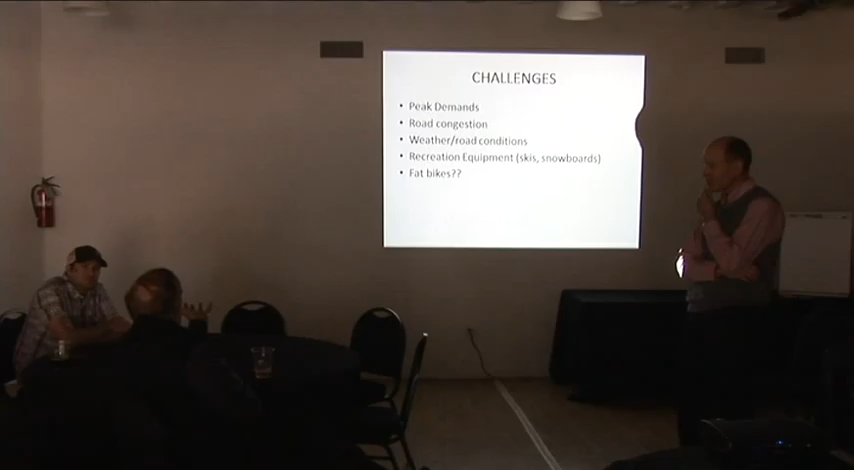 CHALLENGES
• Peak Demands
• Road congestion
• Weather/road conditions
• Recreation Equipment (skis, snowboards)
• Fat bikes??